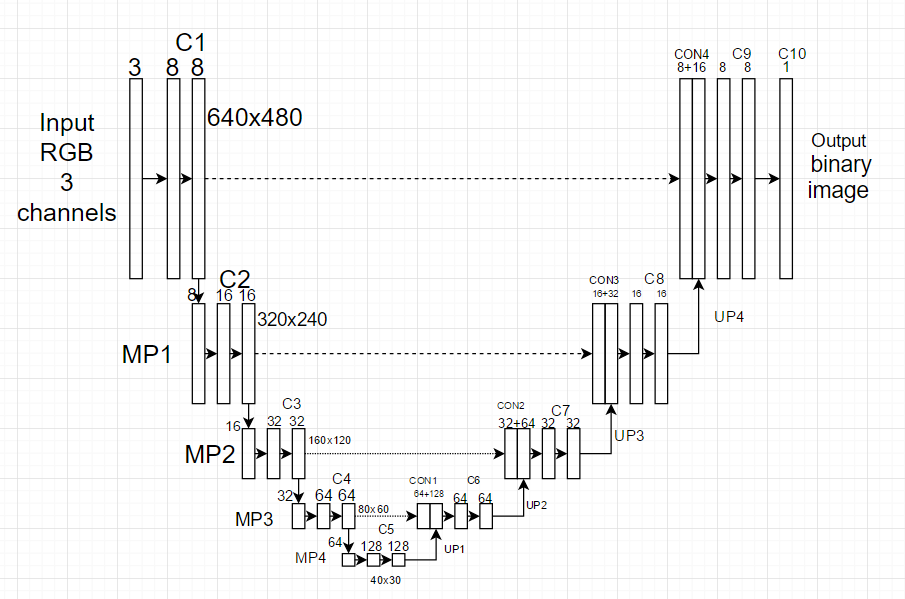 C1
3 8 8
640x480
Input
RGB
3
channels
CON4 C9 C10
8+16 8 8 1
Output
binary
image
C2
8 16 16
320x240
MP1
CON3 C8
16+32 16 16
UP4
C3
16 32 32
160x120
MP2
CON2 C7
32+64 32 32
UP3
C4
32 64 64
80x60
MP3
CON1 C6
64+128 64 64
UP2
C5
64 128 128
MP4
UP1
40x30